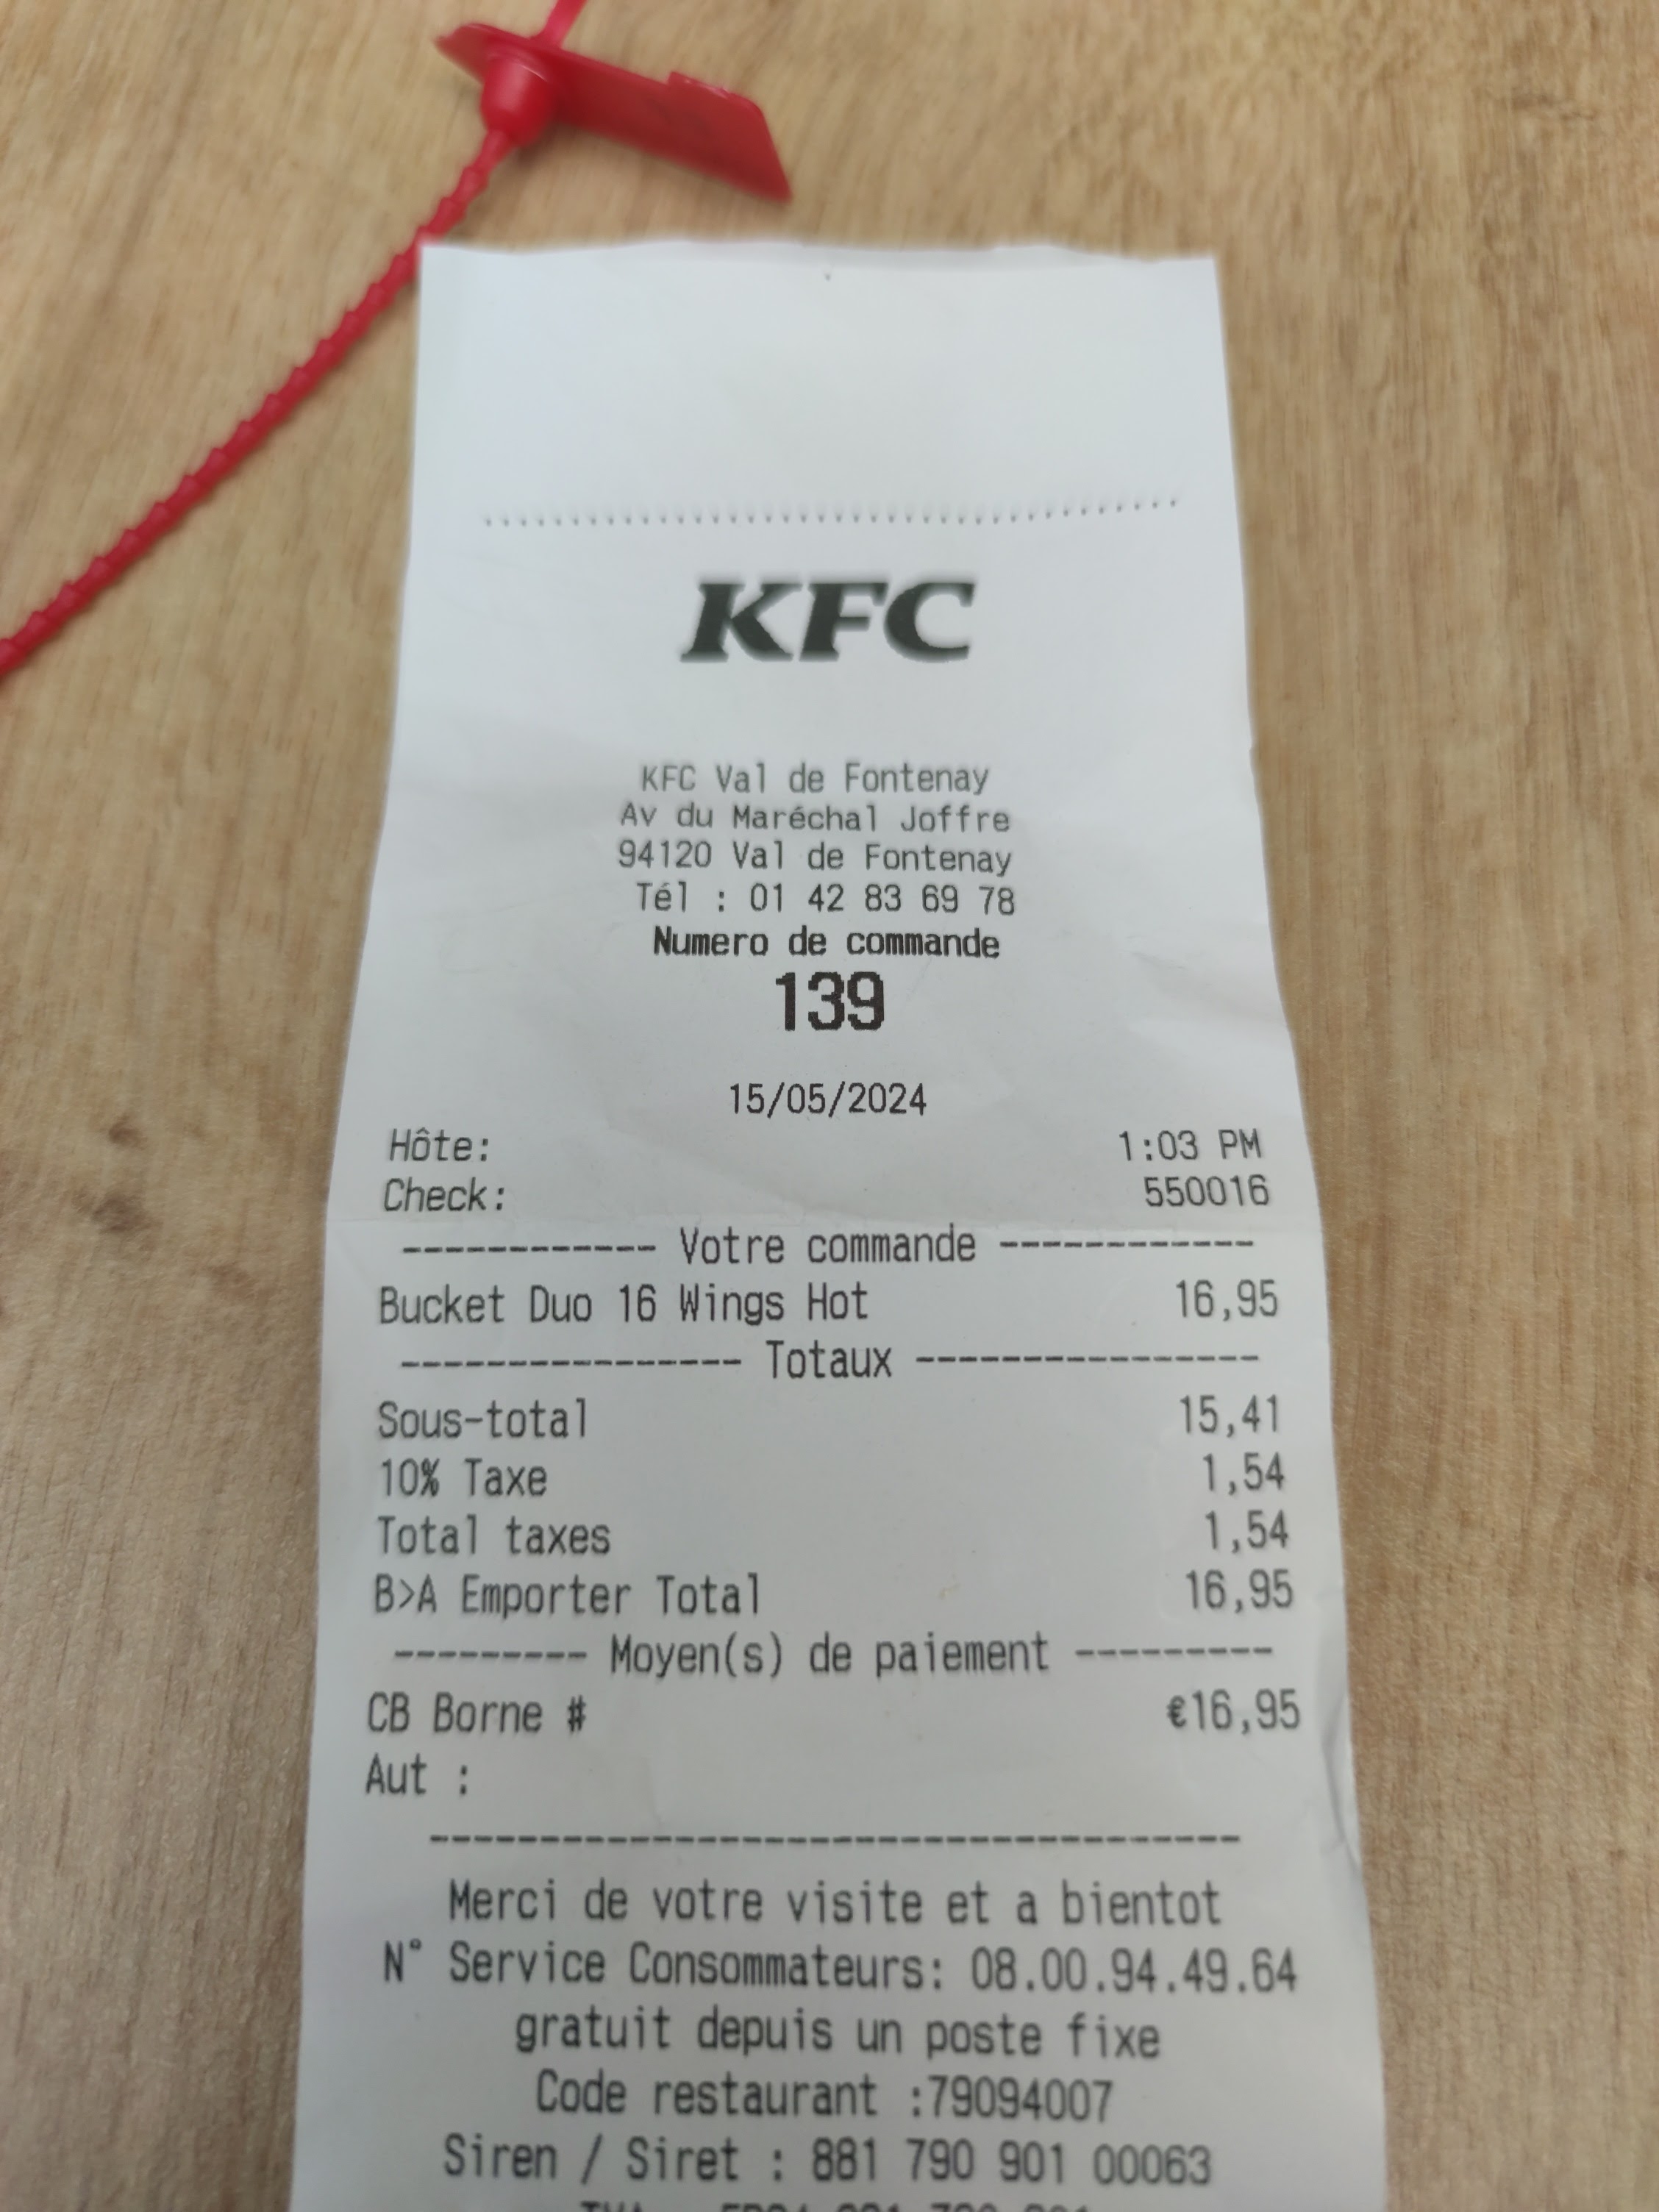 KFC
KFC Val de Fontenay
Av du Maréchal Joffre
94120 Val de Fontenay
Tél : 01 42 83 69 78
Numero de commande
139
15/05/2024
Hôte: 1:03 PM
Check: 550016
------------ Votre commande ------------
Bucket Duo 16 Wings Hot 16,95
---------------- Totaux ----------------
Sous-total 15,41
10% Taxe 1,54
Total taxes 1,54
B>A Emporter Total 16,95
--------- Moyen(s) de paiement ---------
CB Borne # €16,95
Aut :
--------------------------------------
Merci de votre visite et a bientot
N° Service Consommateurs: 08.00.94.49.64
gratuit depuis un poste fixe
Code restaurant :79094007
Siren / Siret : 881 790 901 00063